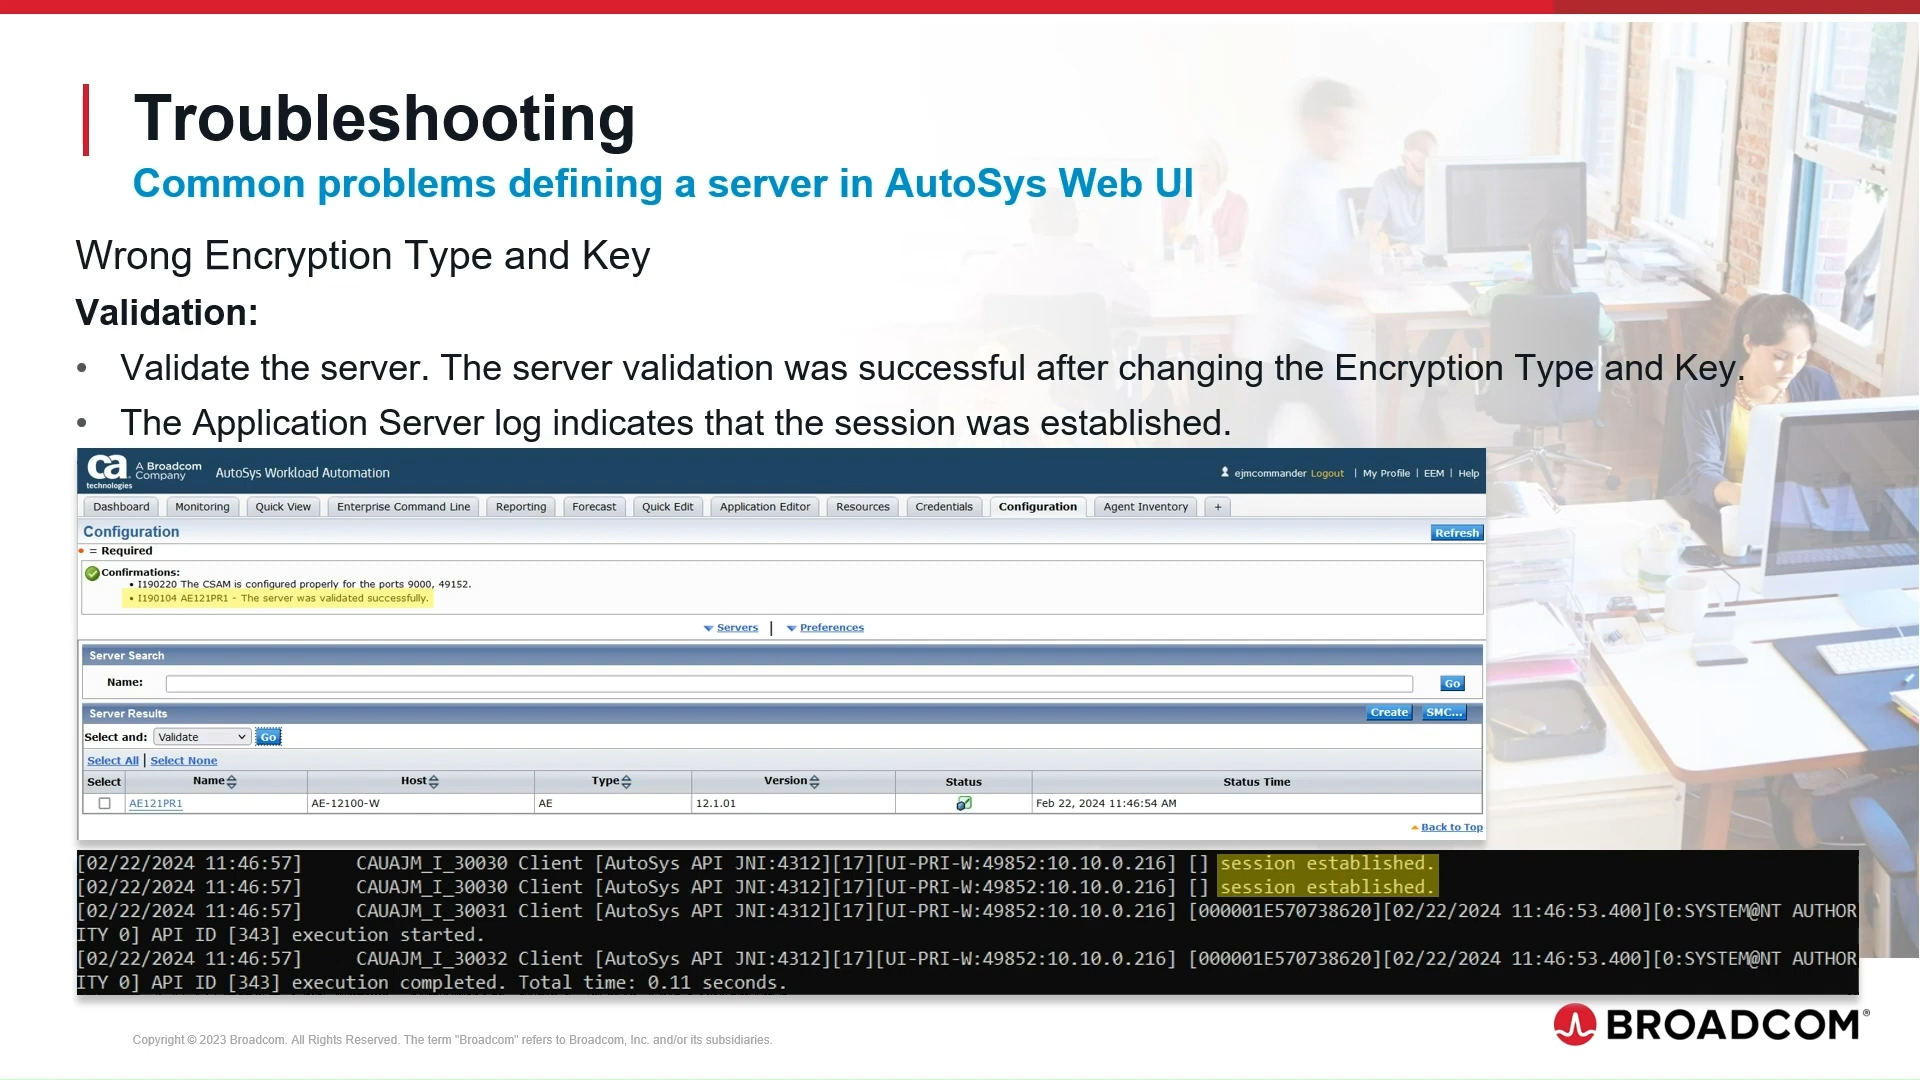 Troubleshooting
Common problems defining a server in AutoSys Web UI
Wrong Encryption Type and Key
Validation:
• Validate the server. The server validation was successful after changing the Encryption Type and Key.
• The Application Server log indicates that the session was established.
ca technologies A Broadcom Company AutoSys Workload Automation ejmcommander Logout | My Profile | EEM | Help
Dashboard Monitoring Quick View Enterprise Command Line Reporting Forecast Quick Edit Application Editor Resources Credentials Configuration Agent Inventory +
Configuration Refresh
• = Required
Confirmations:
• I190220 The CSAM is configured properly for the ports 9000, 49152.
• I190104 AE121PR1 - The server was validated successfully.
Servers | Preferences
Server Search
Name: Go
Server Results Create SMC...
Select and: Validate Go
Select All | Select None
Select Name Host Type Version Status Status Time
AE121PR1 AE-12100-W AE 12.1.01 Feb 22, 2024 11:46:54 AM
Back to Top
[02/22/2024 11:46:57] CAUAJM_I_30030 Client [AutoSys API JNI:4312][17][UI-PRI-W:49852:10.10.0.216] [] session established.
[02/22/2024 11:46:57] CAUAJM_I_30030 Client [AutoSys API JNI:4312][17][UI-PRI-W:49852:10.10.0.216] [] session established.
[02/22/2024 11:46:57] CAUAJM_I_30031 Client [AutoSys API JNI:4312][17][UI-PRI-W:49852:10.10.0.216] [000001E570738620][02/22/2024 11:46:53.400][0:SYSTEM@NT AUTHOR
ITY 0] API ID [343] execution started.
[02/22/2024 11:46:57] CAUAJM_I_30032 Client [AutoSys API JNI:4312][17][UI-PRI-W:49852:10.10.0.216] [000001E570738620][02/22/2024 11:46:53.400][0:SYSTEM@NT AUTHOR
ITY 0] API ID [343] execution completed. Total time: 0.11 seconds.
Copyright © 2023 Broadcom. All Rights Reserved. The term "Broadcom" refers to Broadcom, Inc. and/or its subsidiaries.
BROADCOM®